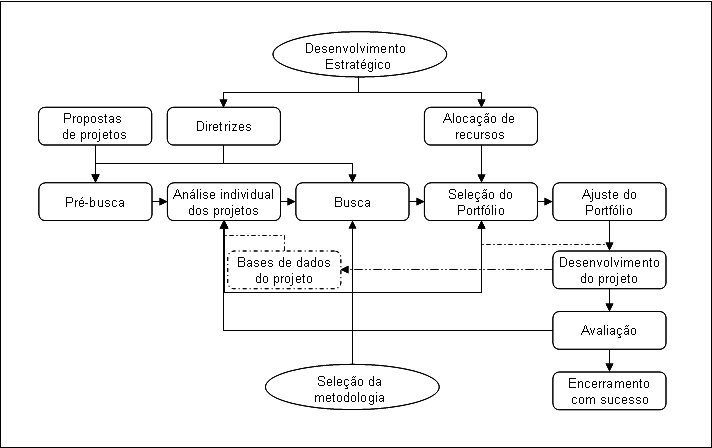 Desenvolvimento
Estratégico
Propostas
de projetos
Diretrizes
Alocação de
recursos
Pré-busca
Análise individual
dos projetos
Busca
Seleção do
Portfólio
Ajuste do
Portfólio
Bases de dados
do projeto
Desenvolvimento
do projeto
Avaliação
Seleção da
metodologia
Encerramento
com sucesso